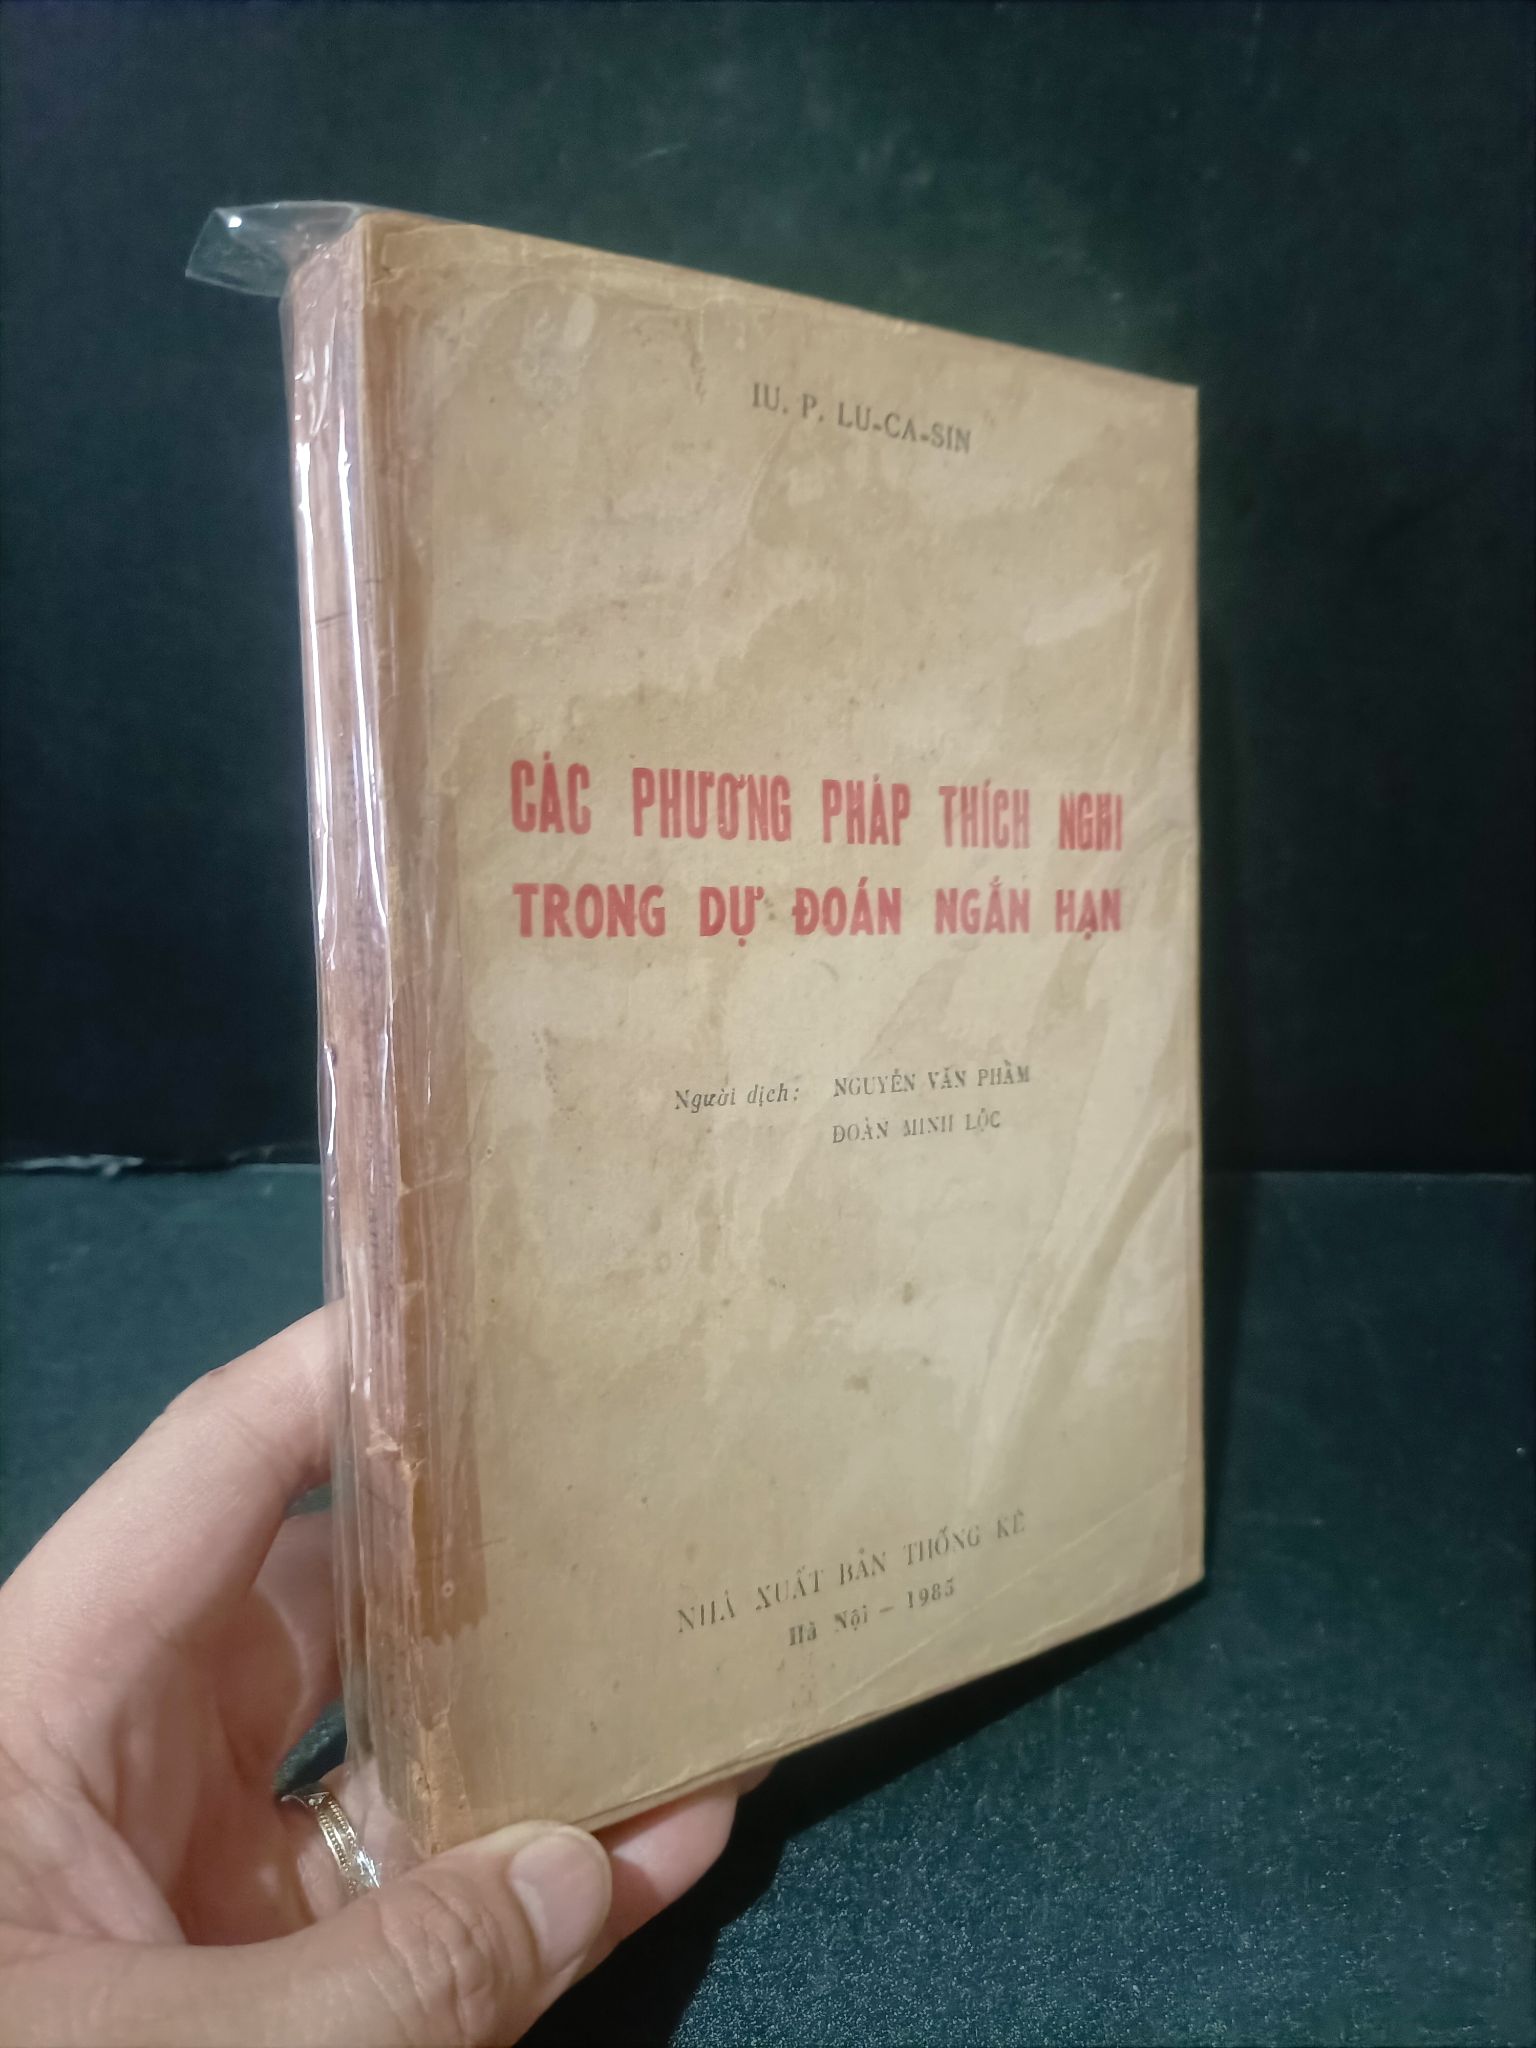 IU. P. LU-CA-SIN
CÁC PHƯƠNG PHÁP THÍCH NGHI
TRONG DỰ ĐOÁN NGẮN HẠN
Người dịch: NGUYỄN VĂN PHẨM
ĐOÀN MINH LỘC
NHÀ XUẤT BẢN THỐNG KÊ
Hà Nội – 1985